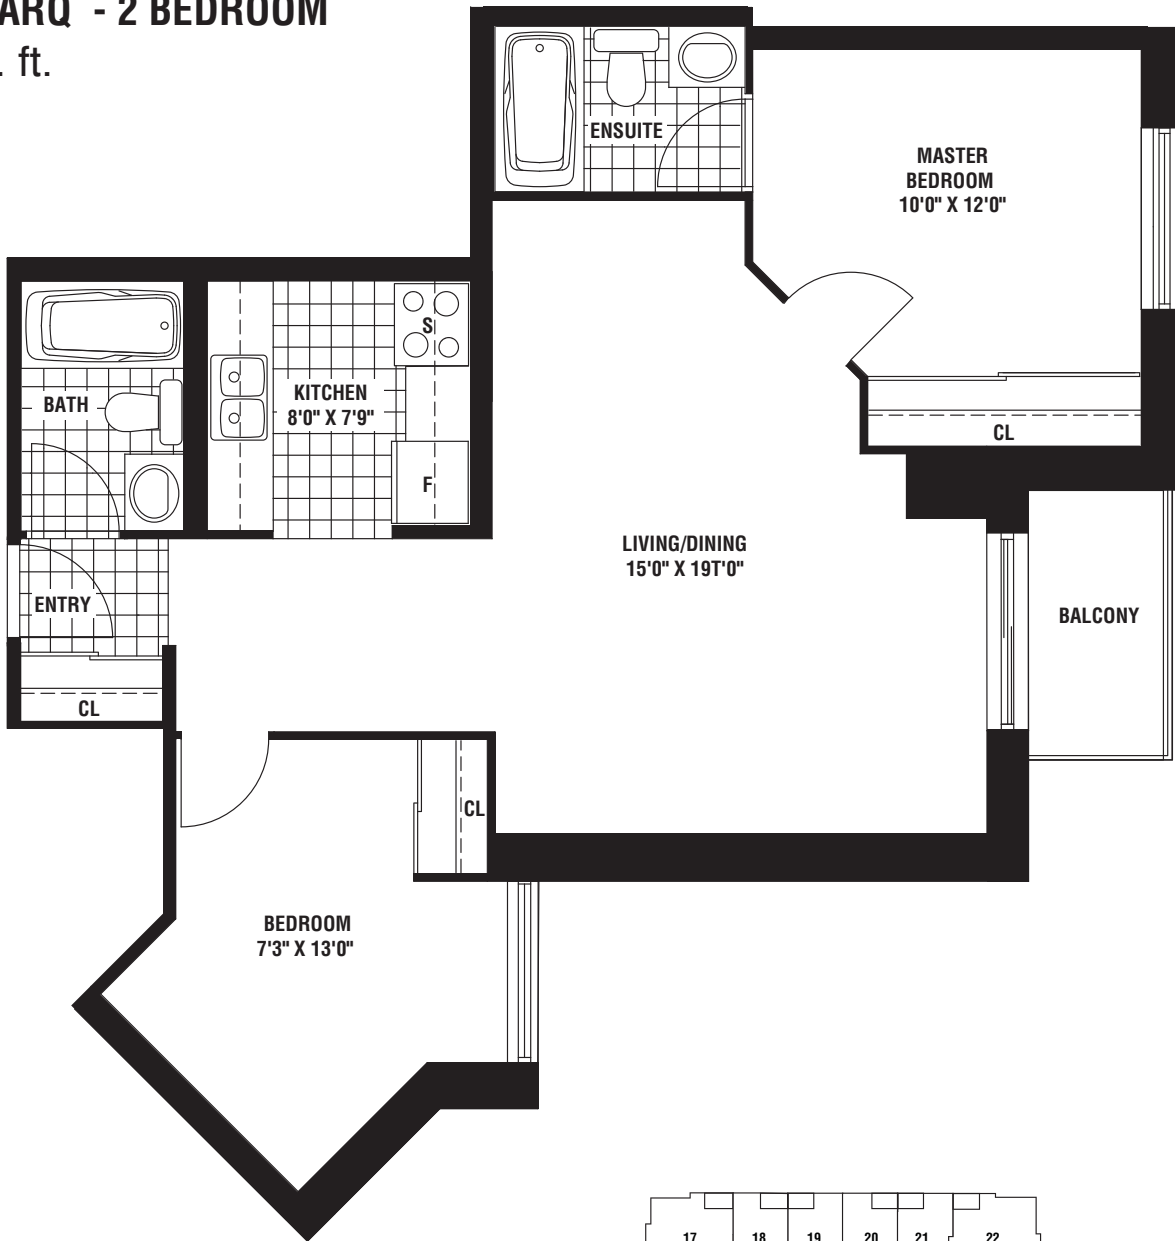 ARQ - 2 BEDROOM
. ft.
ENSUITE
MASTER
BEDROOM
10'0" X 12'0"
S
KITCHEN
8'0" X 7'9"
BATH
CL
F
LIVING/DINING
15'0" X 19T'0"
ENTRY
BALCONY
CL
CL
BEDROOM
7'3" X 13'0"
17 18 19 20 21 22